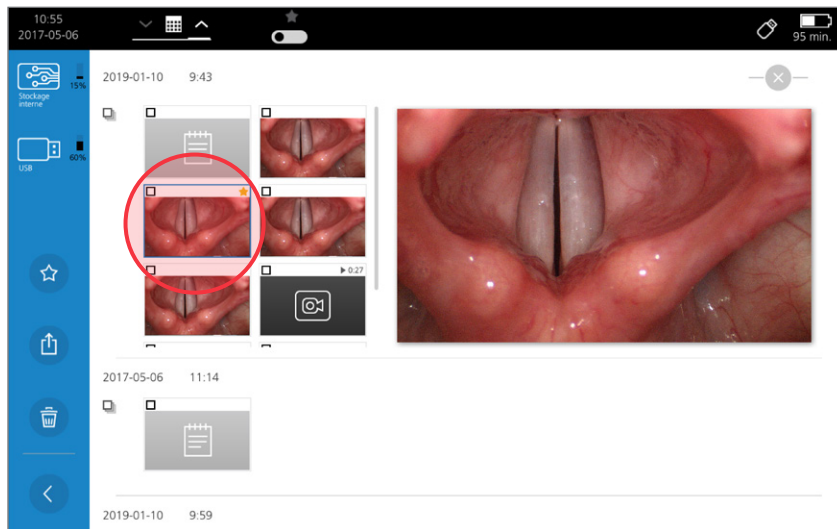 10:55
2017-05-06
95 min.
Stockage
interne
15%
USB
60%
2019-01-10 9:43
0:27
2017-05-06 11:14
2019-01-10 9:59